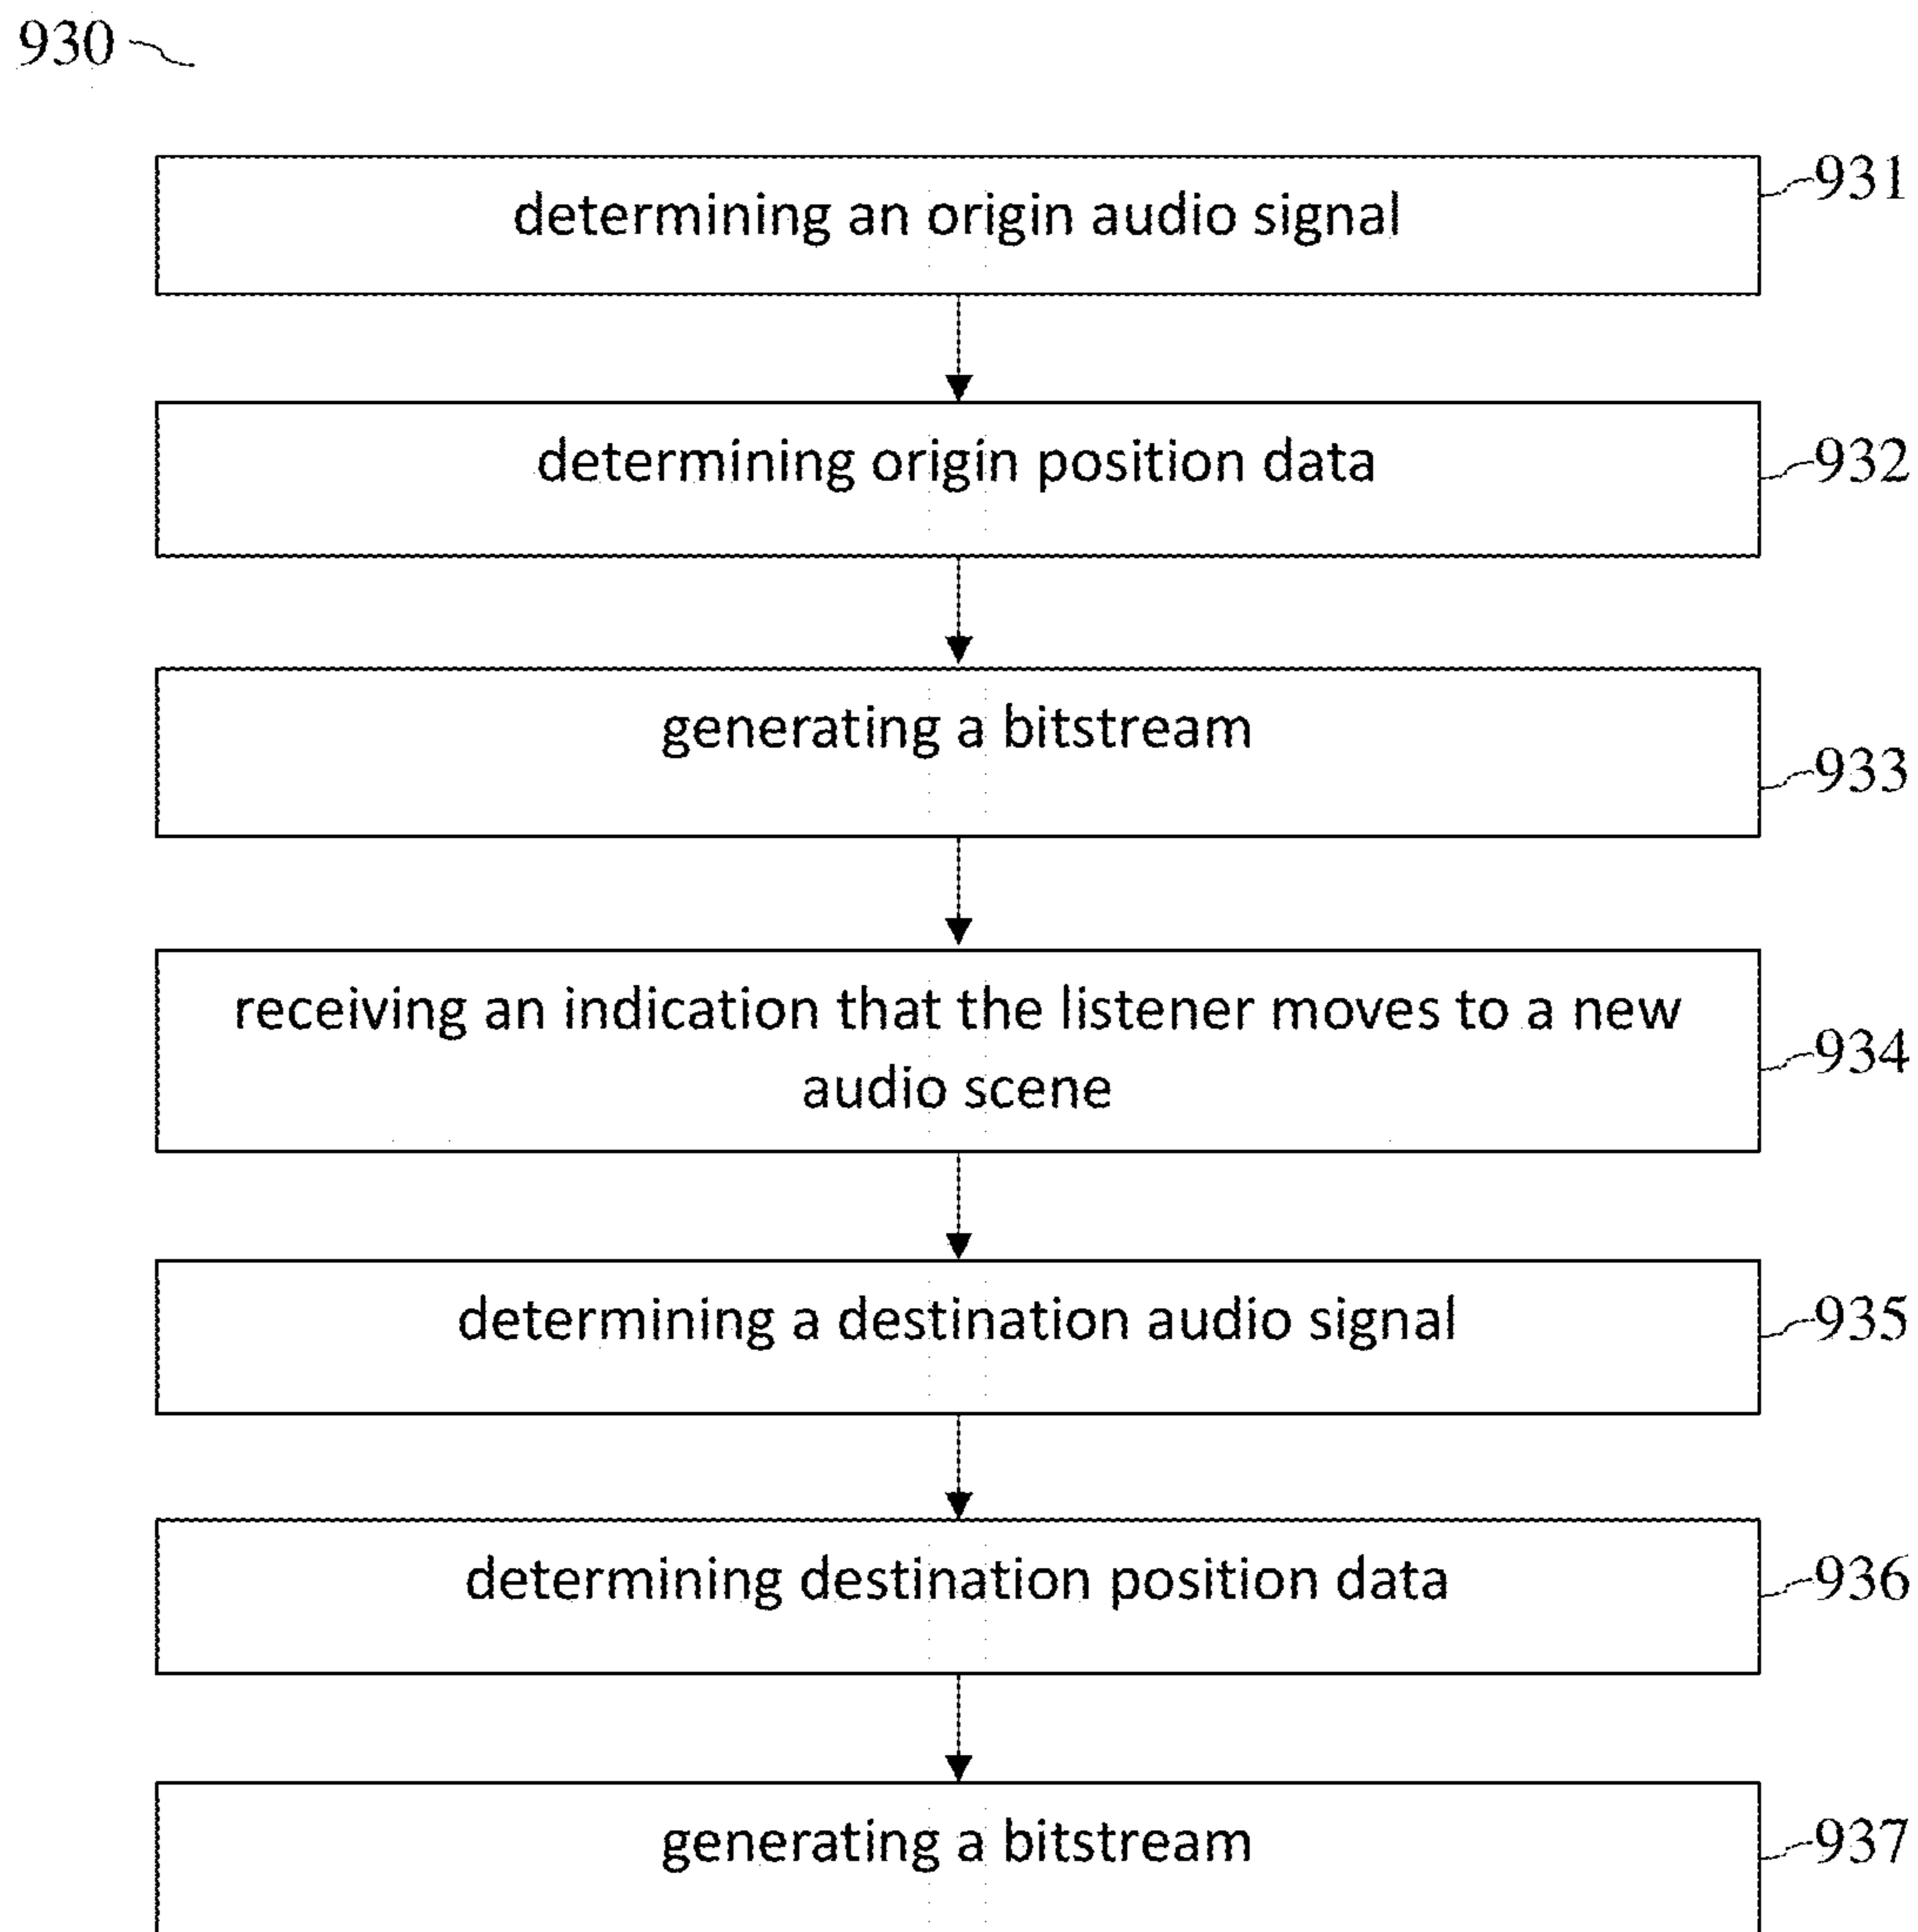 930
determining an origin audio signal
931
determining origin position data
932
generating a bitstream
933
receiving an indication that the listener moves to a new
audio scene
934
determining a destination audio signal
935
determining destination position data
936
generating a bitstream
937